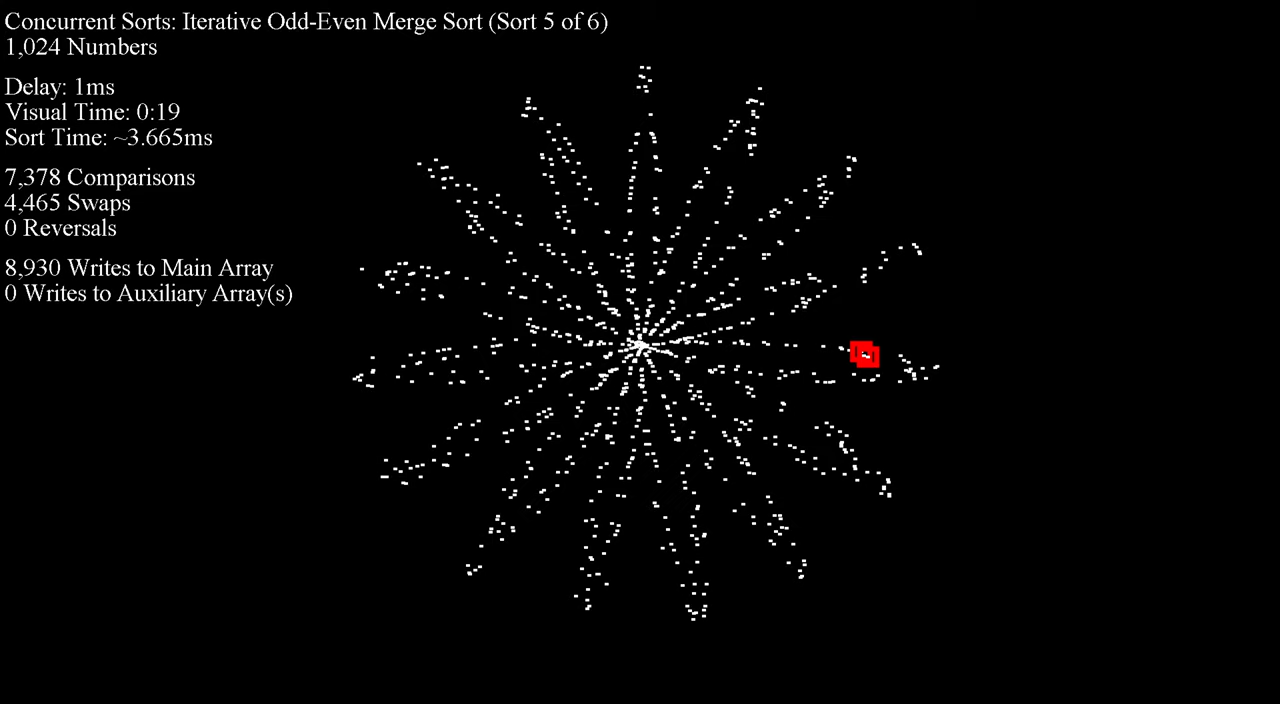 Concurrent Sorts: Iterative Odd-Even Merge Sort (Sort 5 of 6)
1,024 Numbers
Delay: 1ms
Visual Time: 0:19
Sort Time: ~3.665ms
7,378 Comparisons
4,465 Swaps
0 Reversals
8,930 Writes to Main Array
0 Writes to Auxiliary Array(s)